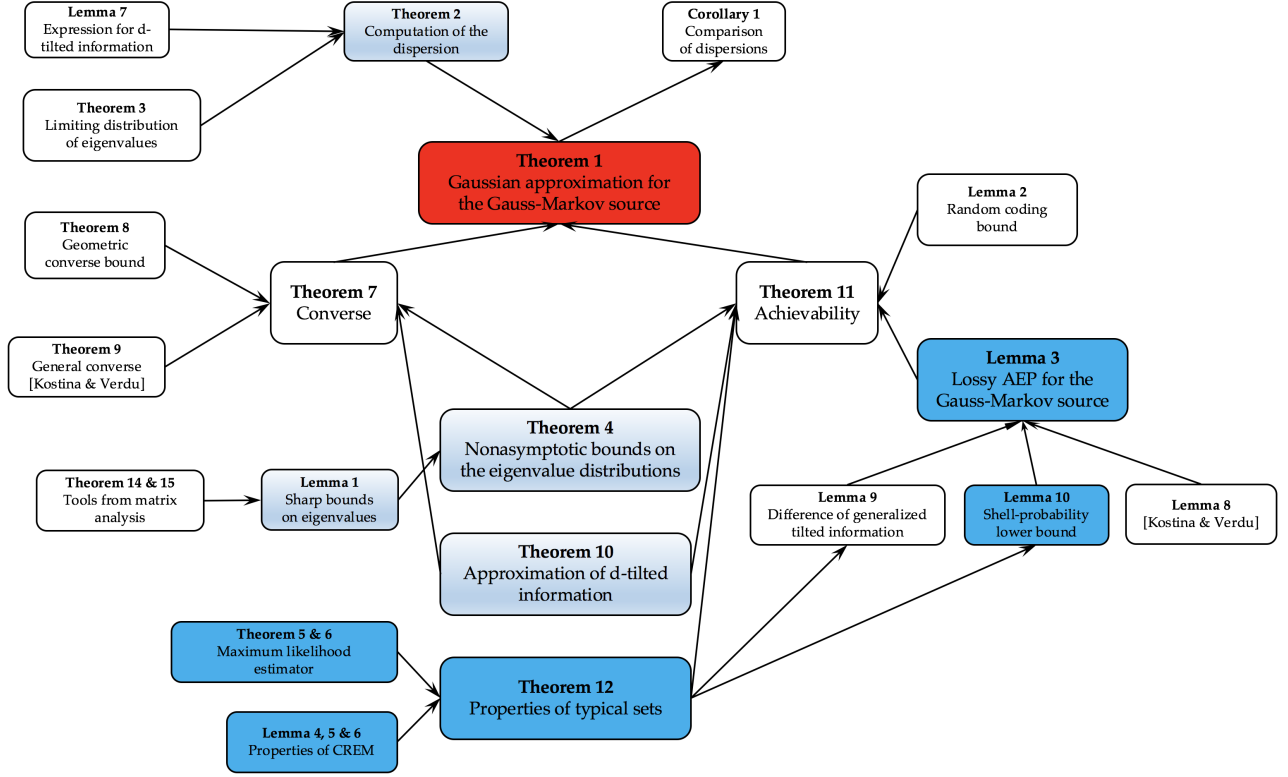 Lemma 7
Expression for d-
tilted information
Theorem 2
Computation of the
dispersion
Corollary 1
Comparison
of dispersions
Theorem 3
Limiting distribution
of eigenvalues
Theorem 1
Gaussian approximation for
the Gauss-Markov source
Lemma 2
Random coding
bound
Theorem 8
Geometric
converse bound
Theorem 7
Converse
Theorem 11
Achievability
Theorem 9
General converse
[Kostina & Verdu]
Lemma 3
Lossy AEP for the
Gauss-Markov source
Theorem 4
Nonasymptotic bounds on
the eigenvalue distributions
Theorem 14 & 15
Tools from matrix
analysis
Lemma 1
Sharp bounds
on eigenvalues
Lemma 9
Difference of generalized
tilted information
Lemma 10
Shell-probability
lower bound
Lemma 8
[Kostina & Verdu]
Theorem 10
Approximation of d-tilted
information
Theorem 5 & 6
Maximum likelihood
estimator
Theorem 12
Properties of typical sets
Lemma 4, 5 & 6
Properties of CREM